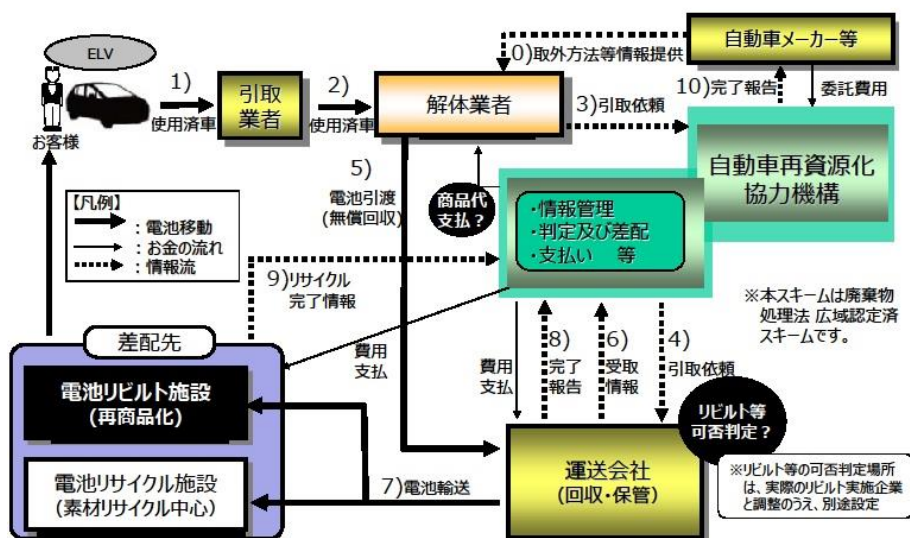 ELV
お客様
1)
使用済車
引取
業者
2)
使用済車
解体業者
0)取外方法等情報提供
自動車メーカー等
3)引取依頼
10)完了報告
委託費用
自動車再資源化
協力機構
5)
電池引渡
(無償回収)
商品代
支払？
・情報管理
・判定及び差配
・支払い　等
【凡例】
：電池移動
：お金の流れ
：情報流
9)リサイクル
完了情報
※本スキームは廃棄物
処理法 広域認定済
スキームです。
差配先
電池リビルト施設
(再商品化)
電池リサイクル施設
(素材リサイクル中心)
費用
支払
費用
支払
8)完了
報告
6)受取
情報
4)
引取依頼
リビルト等
可否判定？
7)電池輸送
運送会社
(回収・保管)
※リビルト等の可否判定場所
は、実際のリビルト実施企業
と調整のうえ、別途設定